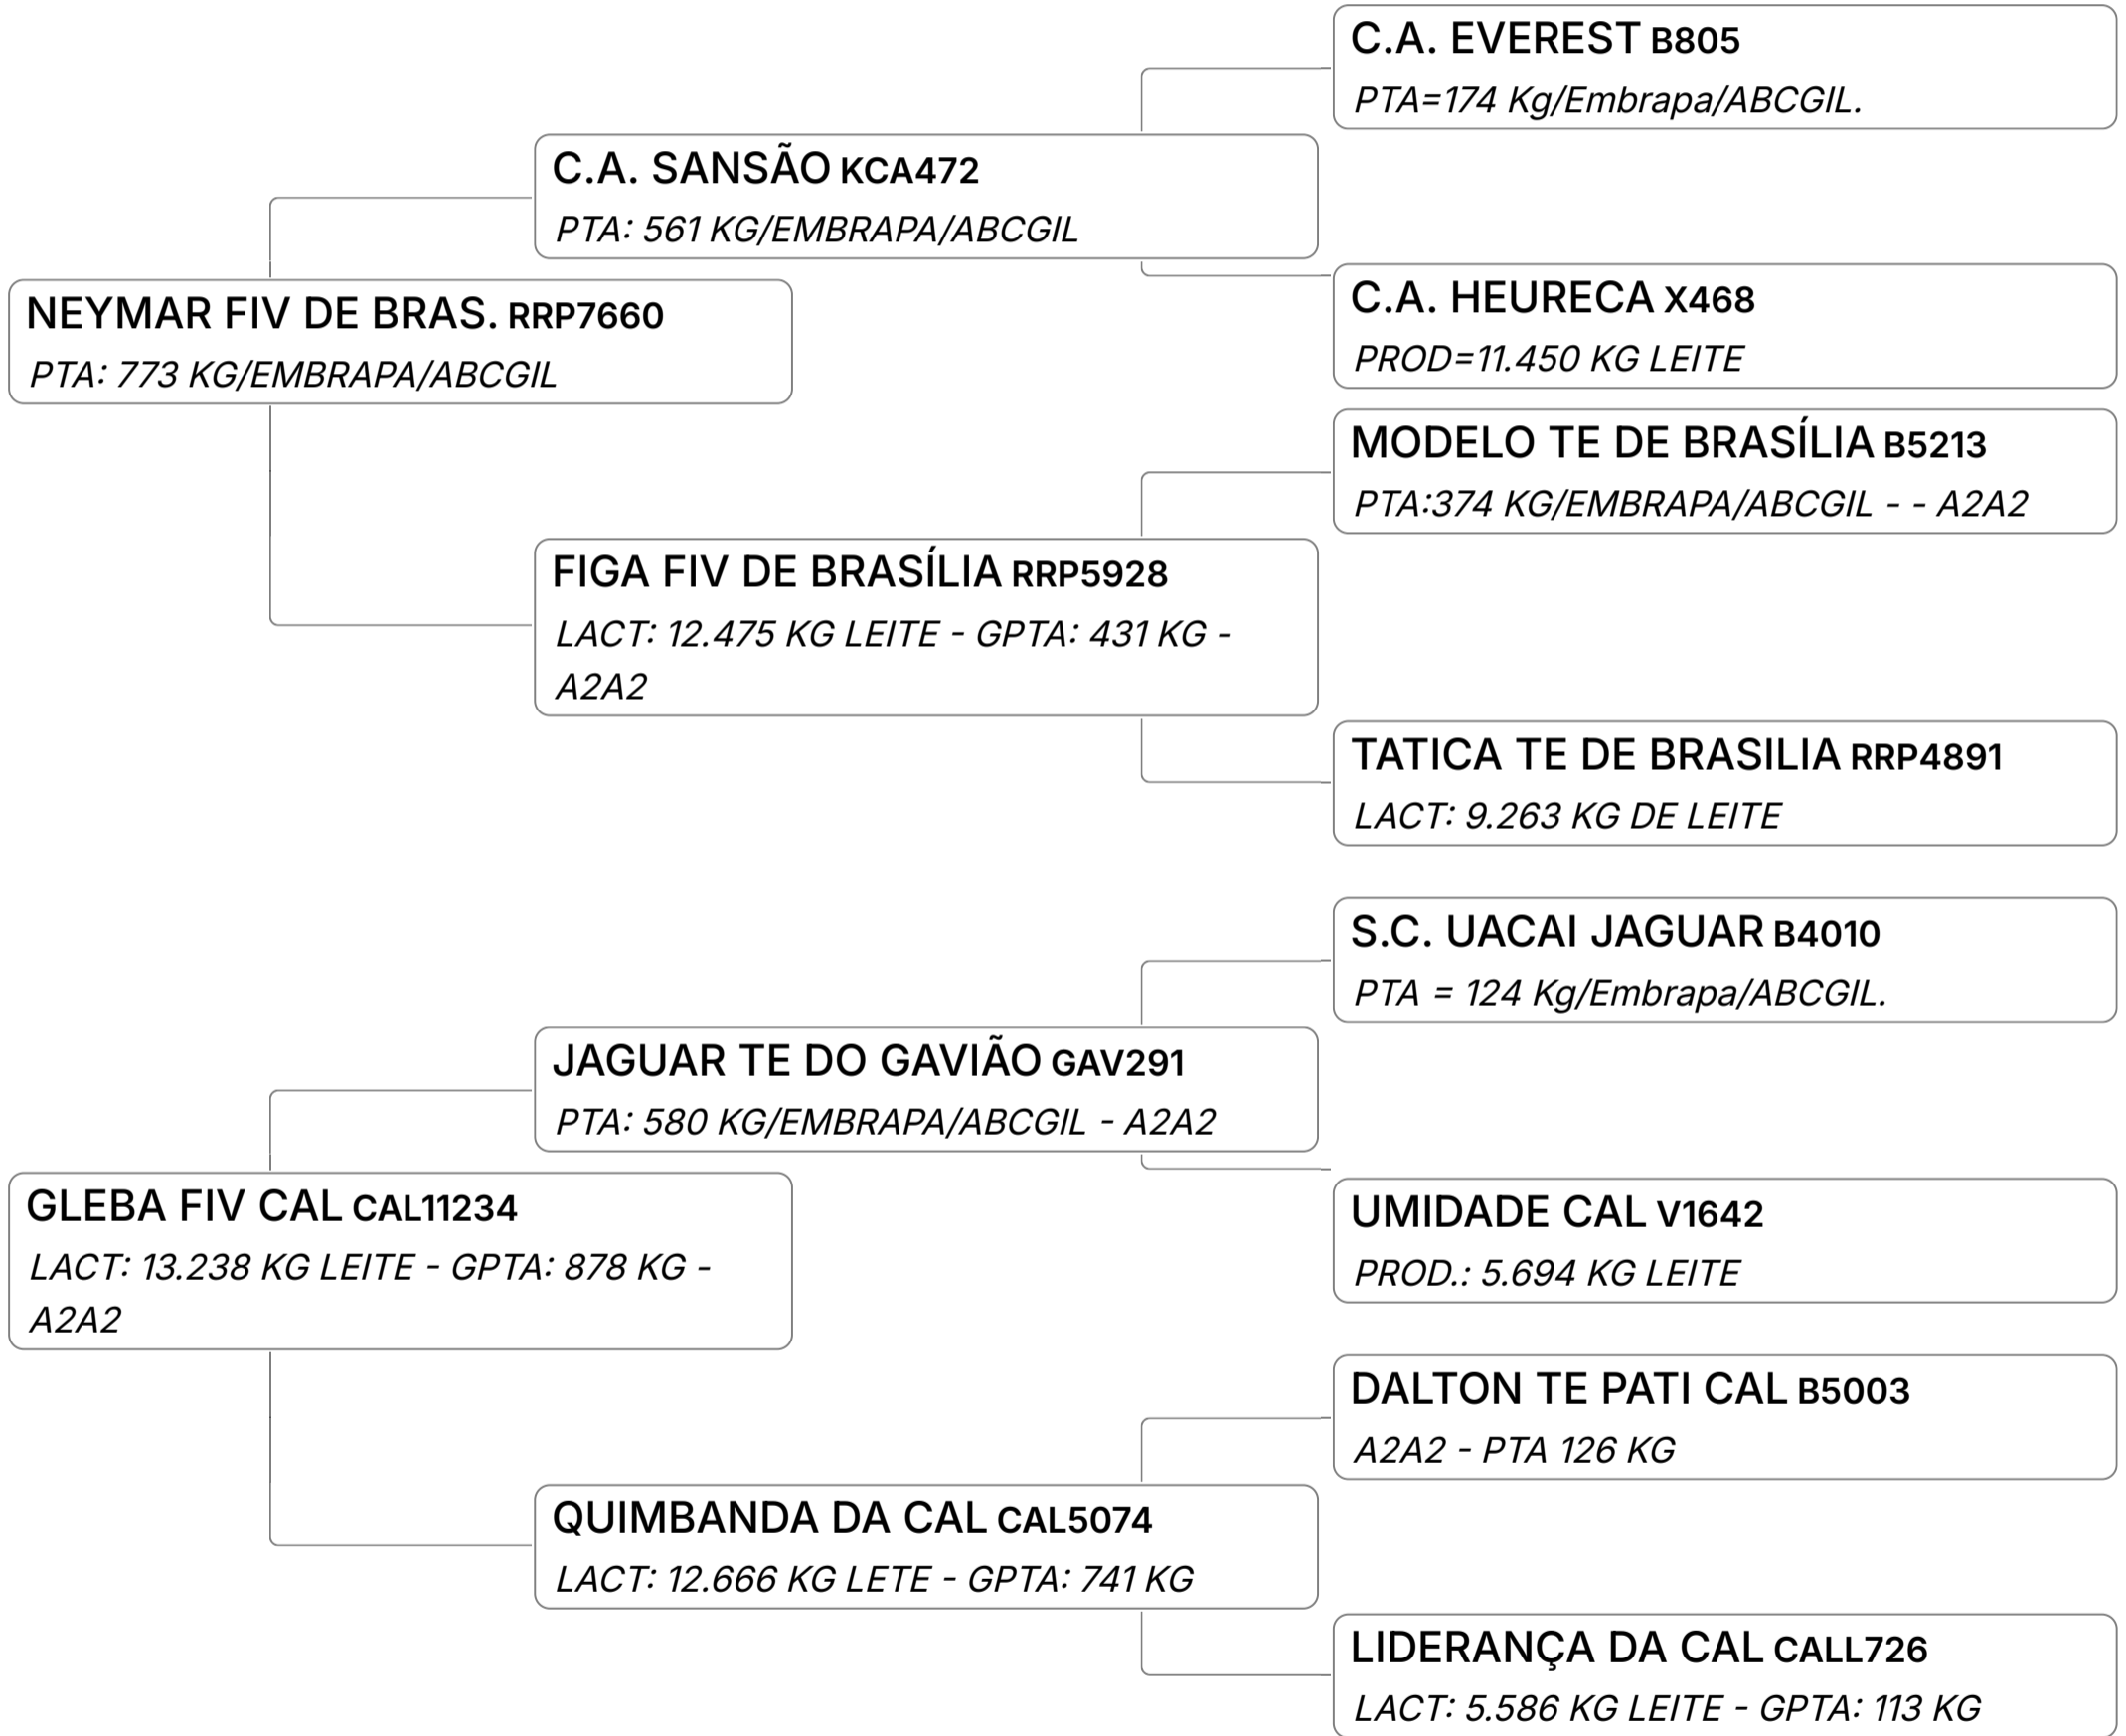 C.A. EVEREST B805
PTA=174 Kg/Embrapa/ABCGIL.
C.A. SANSÃO KCA472
PTA: 561 KG/EMBRAPA/ABCGIL
C.A. HEURECA X468
PROD=11.450 KG LEITE
NEYMAR FIV DE BRAS. RRP7660
PTA: 773 KG/EMBRAPA/ABCGIL
MODELO TE DE BRASÍLIA B5213
PTA:374 KG/EMBRAPA/ABCGIL - - A2A2
FIGA FIV DE BRASÍLIA RRP5928
LACT: 12.475 KG LEITE - GPTA: 431 KG -
A2A2
TATICA TE DE BRASILIA RRP4891
LACT: 9.263 KG DE LEITE
S.C. UACAI JAGUAR B4010
PTA = 124 Kg/Embrapa/ABCGIL.
JAGUAR TE DO GAVIÃO GAV291
PTA: 580 KG/EMBRAPA/ABCGIL - A2A2
UMIDADE CAL V1642
PROD.: 5.694 KG LEITE
GLEBA FIV CAL CAL11234
LACT: 13.238 KG LEITE - GPTA: 878 KG -
A2A2
DALTON TE PATI CAL B5003
A2A2 - PTA 126 KG
QUIMBANDA DA CAL CAL5074
LACT: 12.666 KG LETE - GPTA: 741 KG
LIDERANÇA DA CAL CALL726
LACT: 5.586 KG LEITE - GPTA: 113 KG